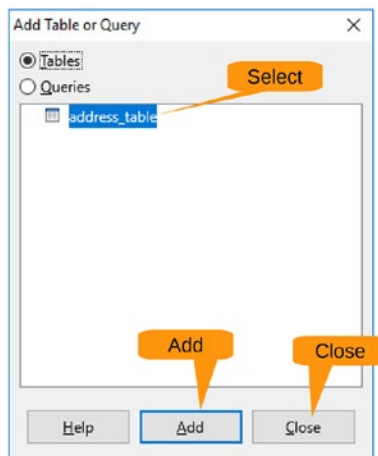 Add Table or Query
Tables
Select
Queries
address_table
Add
Close
Help
Add
Close